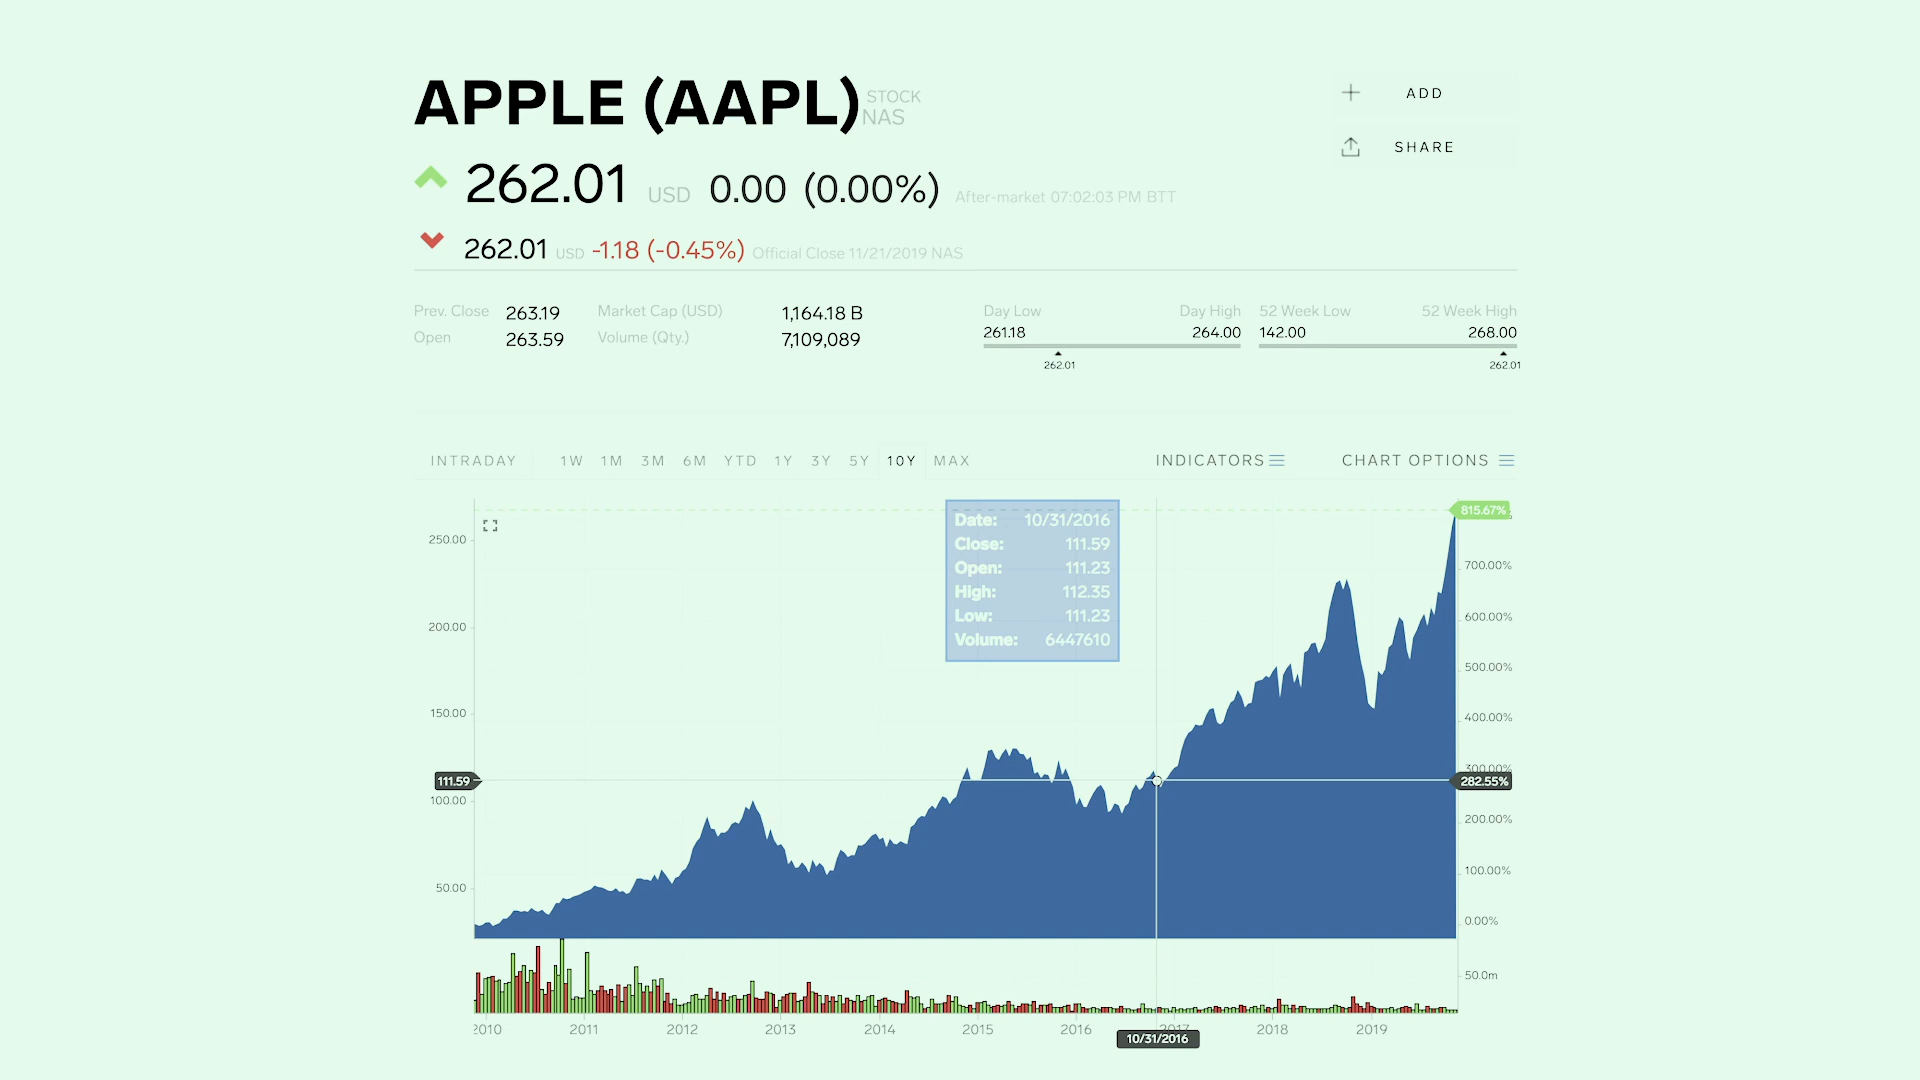 APPLE (AAPL) STOCK
NAS
ADD
SHARE
262.01 USD 0.00 (0.00%) After-market 07:02:03 PM BTT
262.01 USD -1.18 (-0.45%) Official Close 11/21/2019 NAS
Prev. Close 263.19 Market Cap (USD) 1,164.18 B
Open 263.59 Volume (Qty.) 7,109,089
Day Low Day High 52 Week Low 52 Week High
261.18 264.00 142.00 268.00
262.01 262.01
INTRADAY 1W 1M 3M 6M YTD 1Y 3Y 5Y 10Y MAX INDICATORS CHART OPTIONS
815.67%
Date: 10/31/2016
Close: 111.59
Open: 111.23
High: 112.35
Low: 111.23
Volume: 6447610
250.00
200.00
150.00
111.59
100.00
50.00
700.00%
600.00%
500.00%
400.00%
300.00%
282.55%
200.00%
100.00%
0.00%
50.0m
2010 2011 2012 2013 2014 2015 2016 2017 2018 2019
10/31/2016